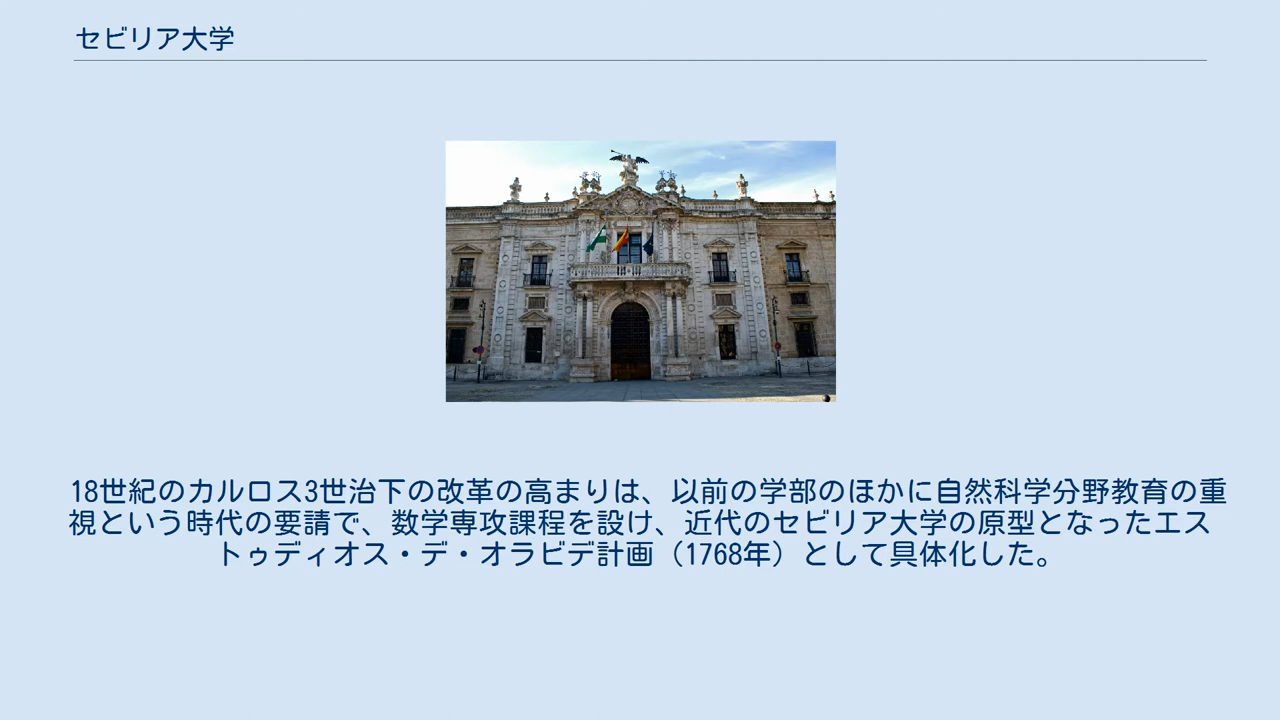 セビリア大学
18世紀のカルロス3世治下の改革の高まりは、以前の学部のほかに自然科学分野教育の重
視という時代の要請で、数学専攻課程を設け、近代のセビリア大学の原型となったエス
トゥディオス・デ・オラビデ計画（1768年）として具体化した。